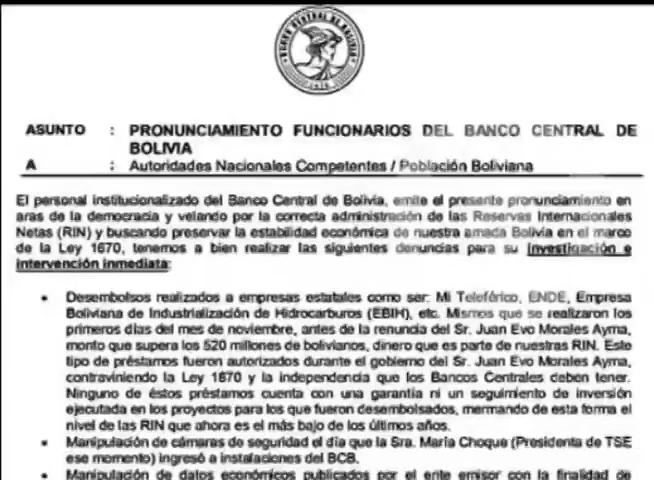 BANCO CENTRAL DE BOLIVIA
ASUNTO : PRONUNCIAMIENTO FUNCIONARIOS DEL BANCO CENTRAL DE
BOLIVIA
A : Autoridades Nacionales Competentes / Población Boliviana
El personal institucionalizado del Banco Central de Bolivia, emite el presente pronunciamiento en
aras de la democracia y velando por la correcta administración de las Reservas Internacionales
Netas (RIN) y buscando preservar la estabilidad económica de nuestra amada Bolivia en el marco
de la Ley 1670, tenemos a bien realizar las siguientes denuncias para su Investigación e
intervención inmediata:
• Desembolsos realizados a empresas estatales como ser: Mi Teleférico, ENDE, Empresa
Boliviana de Industrialización de Hidrocarburos (EBIH), etc. Mismos que se realizaron los
primeros días del mes de noviembre, antes de la renuncia del Sr. Juan Evo Morales Ayma,
monto que supera los 520 millones de bolivianos, dinero que es parte de nuestras RIN. Este
tipo de préstamos fueron autorizados durante el gobierno del Sr. Juan Evo Morales Ayma,
contraviniendo la Ley 1670 y la independencia que los Bancos Centrales deben tener.
Ninguno de éstos préstamos cuenta con una garantía ni un seguimiento de inversión
ejecutada en los proyectos para los que fueron desembolsados, mermando de esta forma el
nivel de las RIN que ahora es el más bajo de los últimos años.
• Manipulación de cámaras de seguridad el día que la Sra. María Choque (Presidenta de TSE
ese momento) ingresó a instalaciones del BCB.
• Manipulación de datos económicos publicados por el ente emisor con la finalidad de